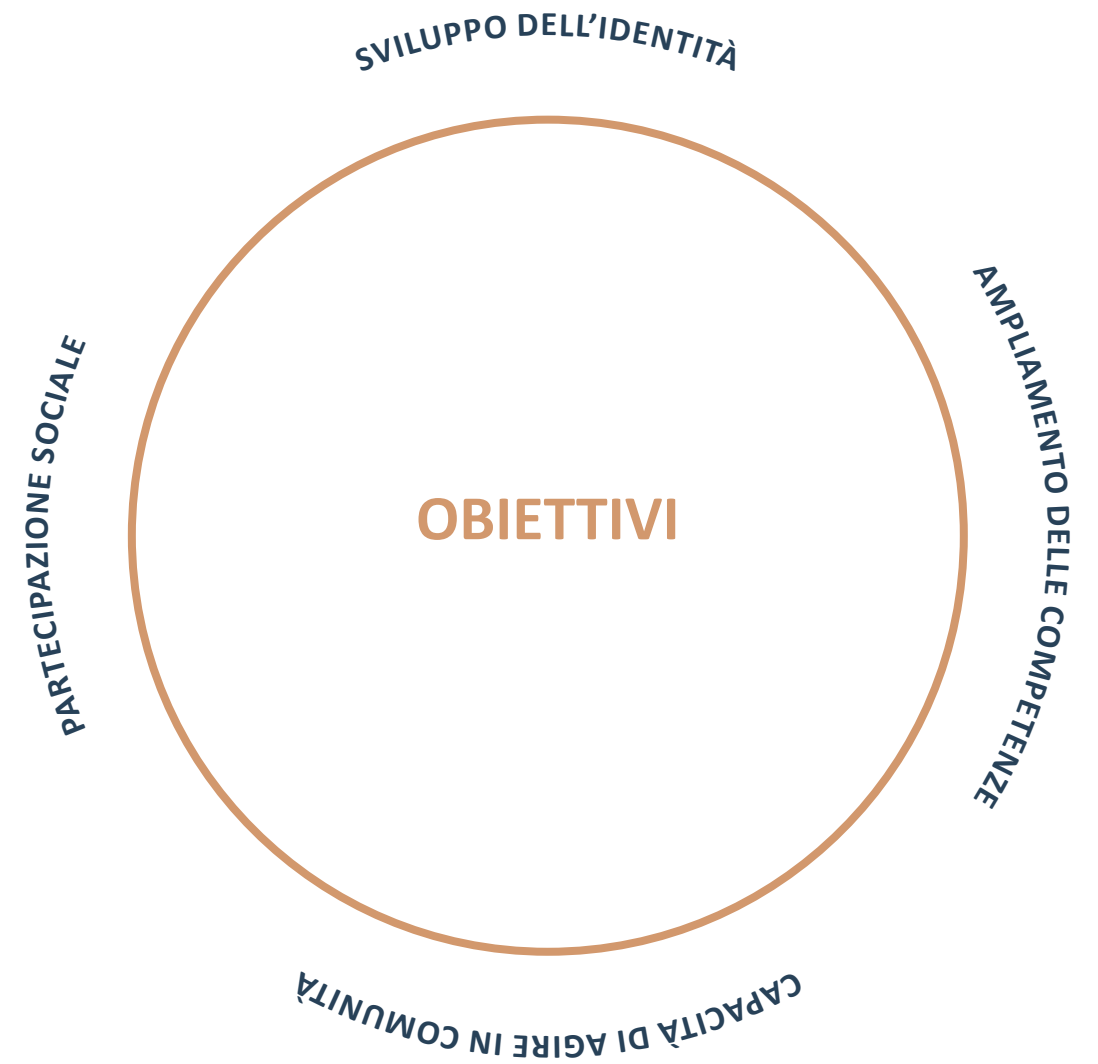 SVILUPPO DELL’IDENTITÀ
AMPLIAMENTO DELLE COMPETENZE
CAPACITÀ DI AGIRE IN COMUNITÀ
PARTECIPAZIONE SOCIALE
OBIETTIVI